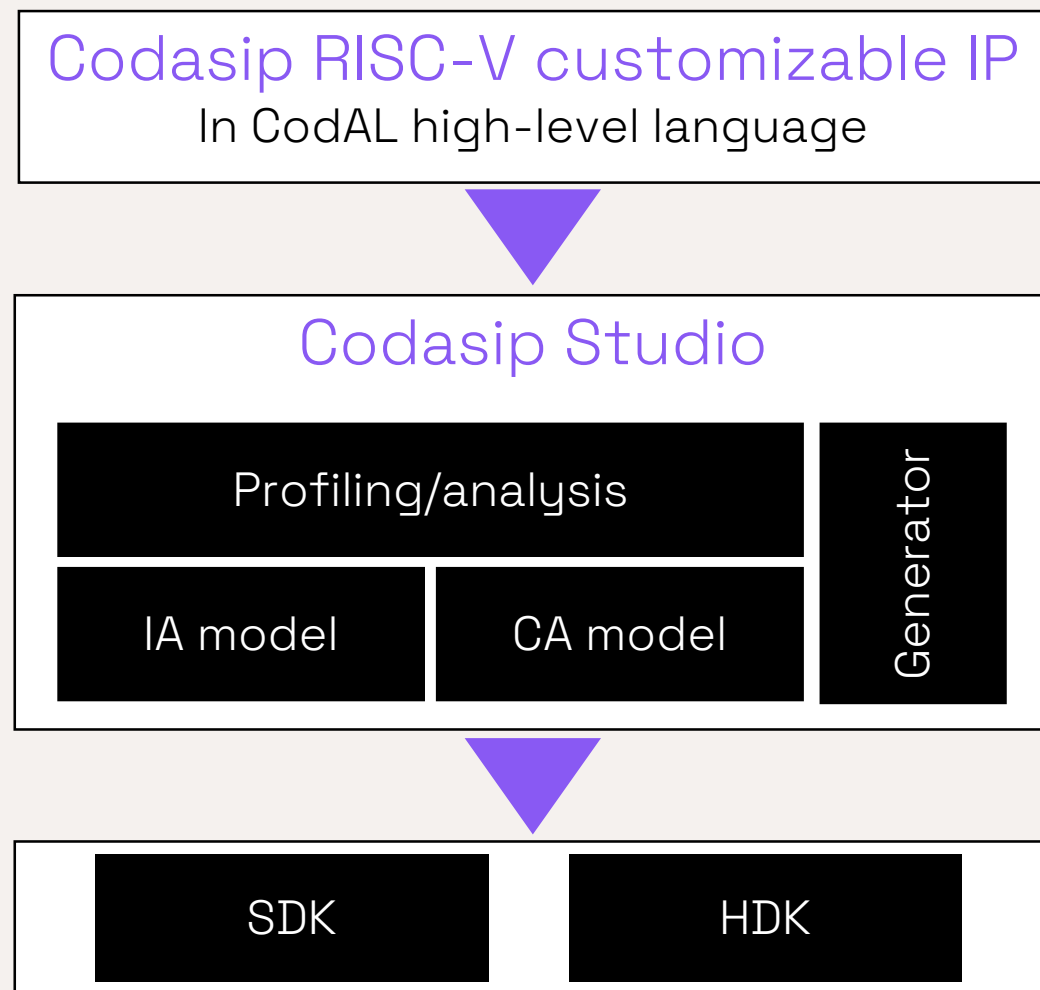 Codasip RISC-V customizable IP
In CodAL high-level language
Codasip Studio
Profiling/analysis
Generator
IA model
CA model
SDK
HDK